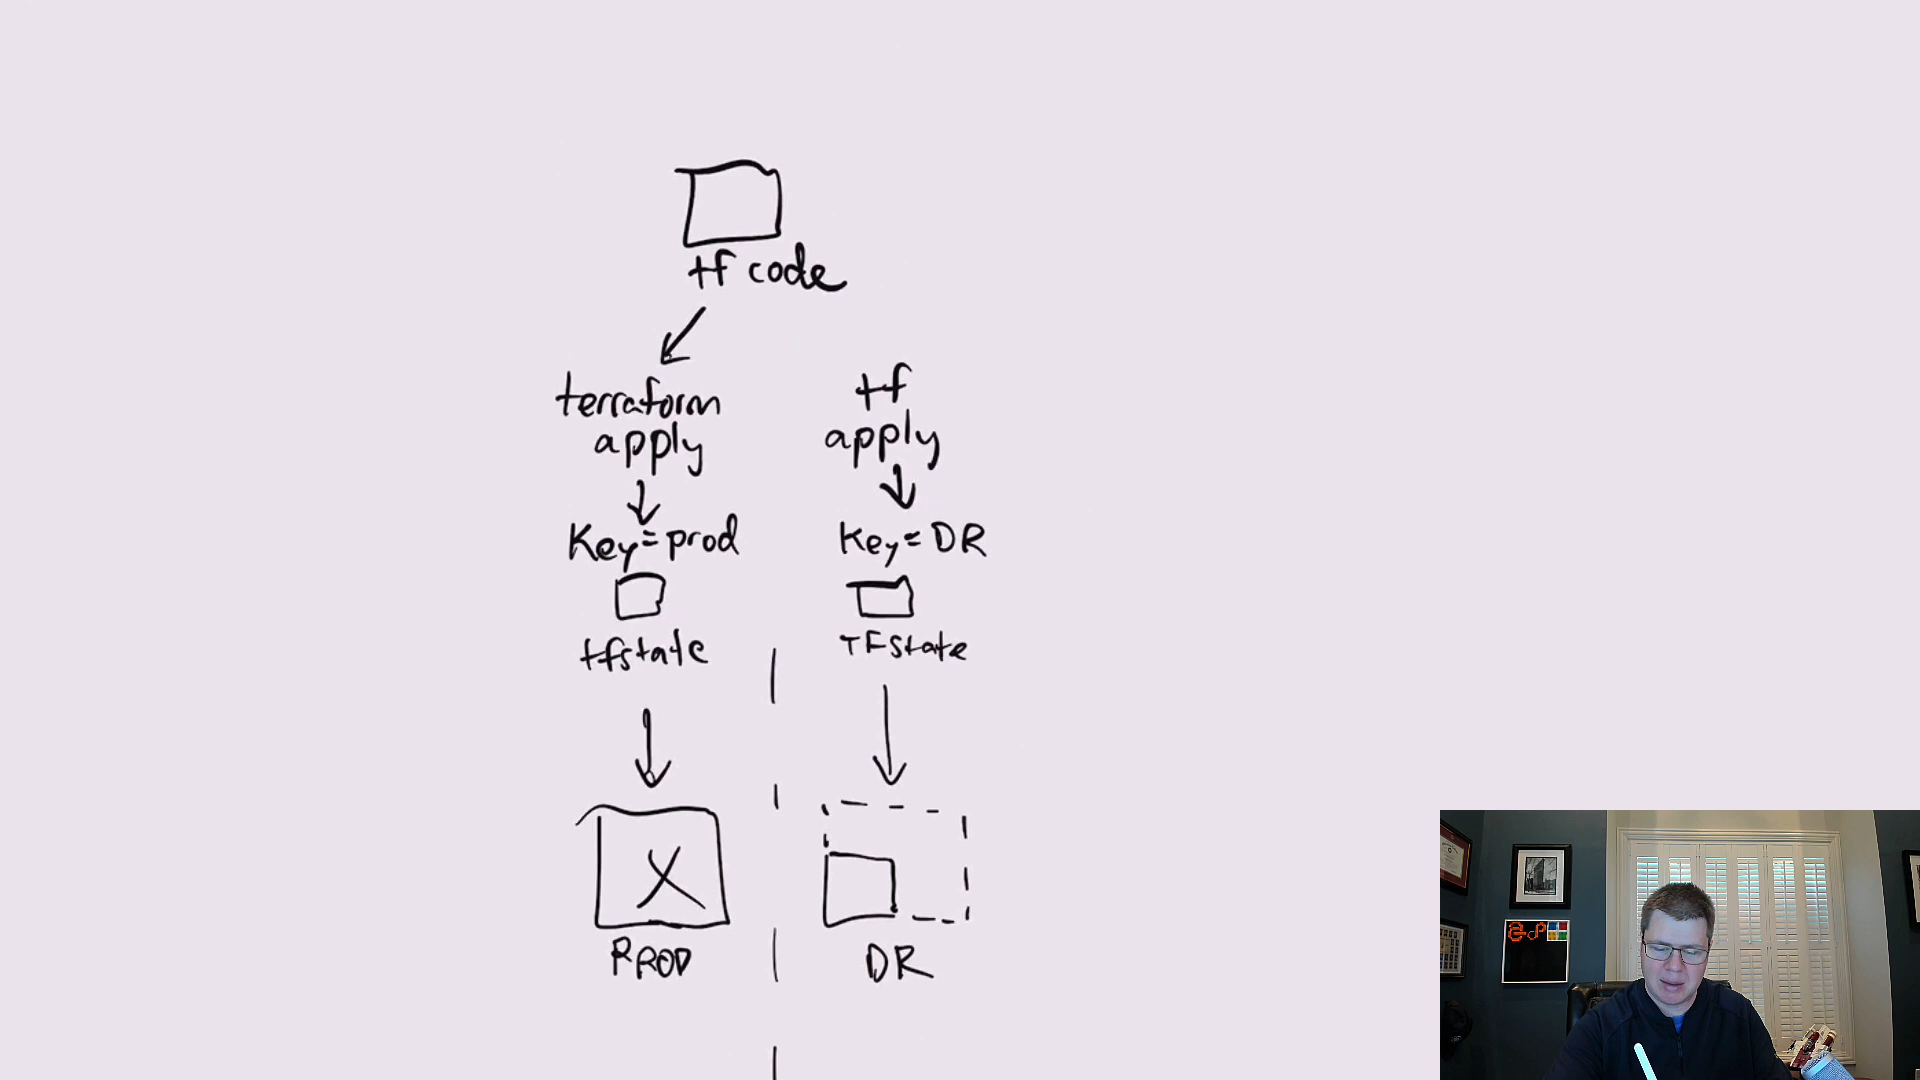 tf code
terraform
apply
Key=prod
tfstate
PROD
tf
apply
Key=DR
TFState
DR